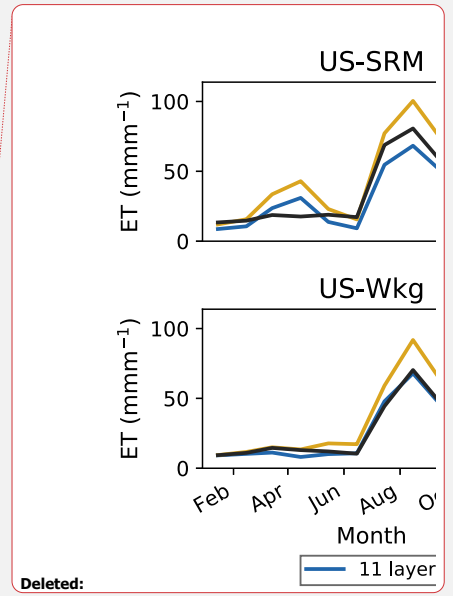 US-SRM
100
50
0
ET (mmm⁻¹)
US-Wkg
100
50
0
ET (mmm⁻¹)
Feb Apr Jun Aug
Month
11 layer
Deleted: